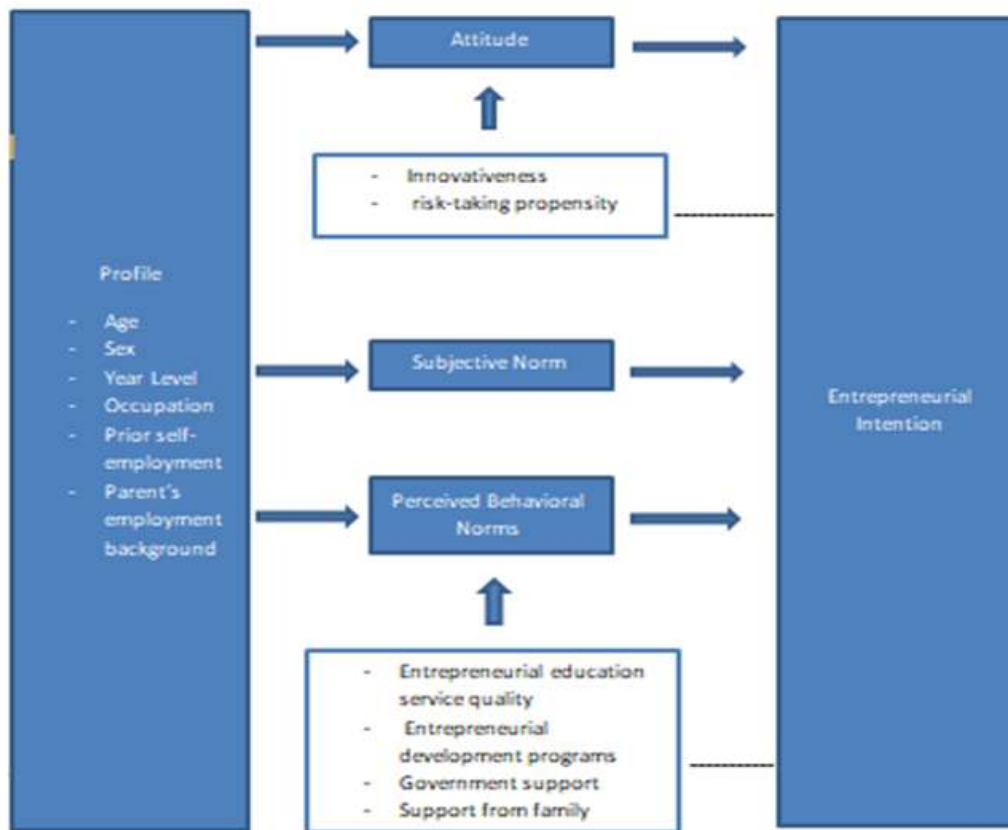 Profile
- Age
- Sex
- Year Level
- Occupation
- Prior self-
employment
- Parent's
employment
background
Attitude
- Innovativeness
- risk-taking propensity
Subjective Norm
Perceived Behavioral
Norms
- Entrepreneurial education
service quality
- Entrepreneurial
development programs
- Government support
- Support from family
Entrepreneurial
Intention